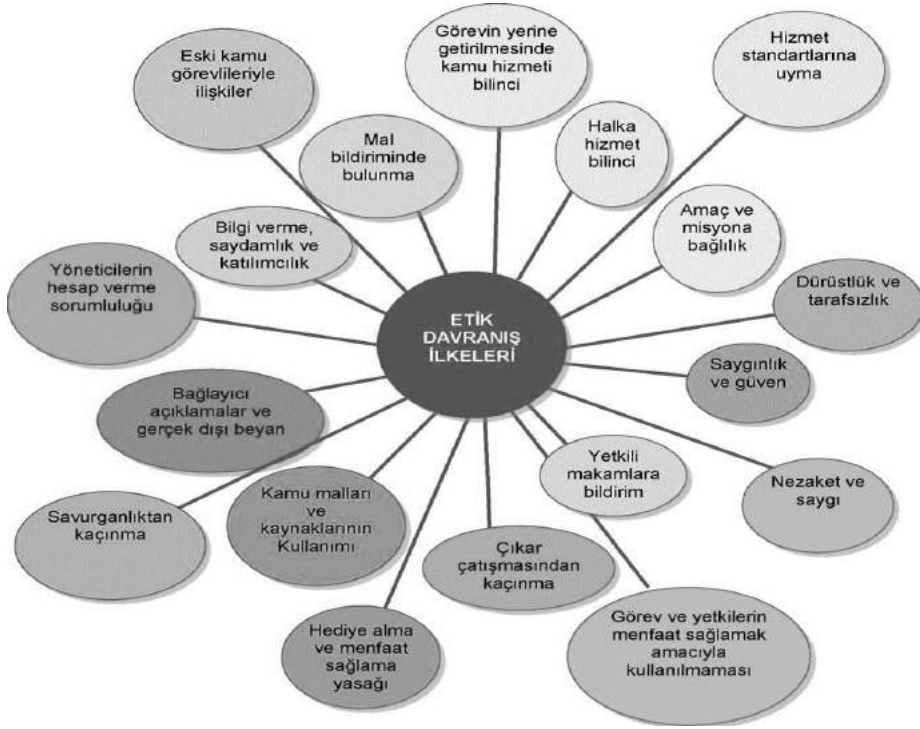 Eski kamu
görevlileriyle
ilişkiler
Görevin yerine
getirilmesinde
kamu hizmeti
bilinci
Hizmet
standartlarına
uyma
Mal
bildiriminde
bulunma
Halka
hizmet
bilinci
Bilgi verme,
saydamlık ve
katılımcılık
Amaç ve
misyona
bağlılık
Yöneticilerin
hesap verme
sorumluluğu
ETİK
DAVRANIŞ
İLKELERİ
Dürüstlük ve
tarafsızlık
Saygınlık
ve güven
Bağlayıcı
açıklamalar ve
gerçek dışı beyan
Yetkili
makamlara
bildirim
Nezaket ve
saygı
Savurganlıktan
kaçınma
Kamu malları
ve
kaynaklarının
Kullanımı
Çıkar
çatışmasından
kaçınma
Hediye alma
ve menfaat
sağlama
yasağı
Görev ve yetkilerin
menfaat sağlamak
amacıyla
kullanılmaması